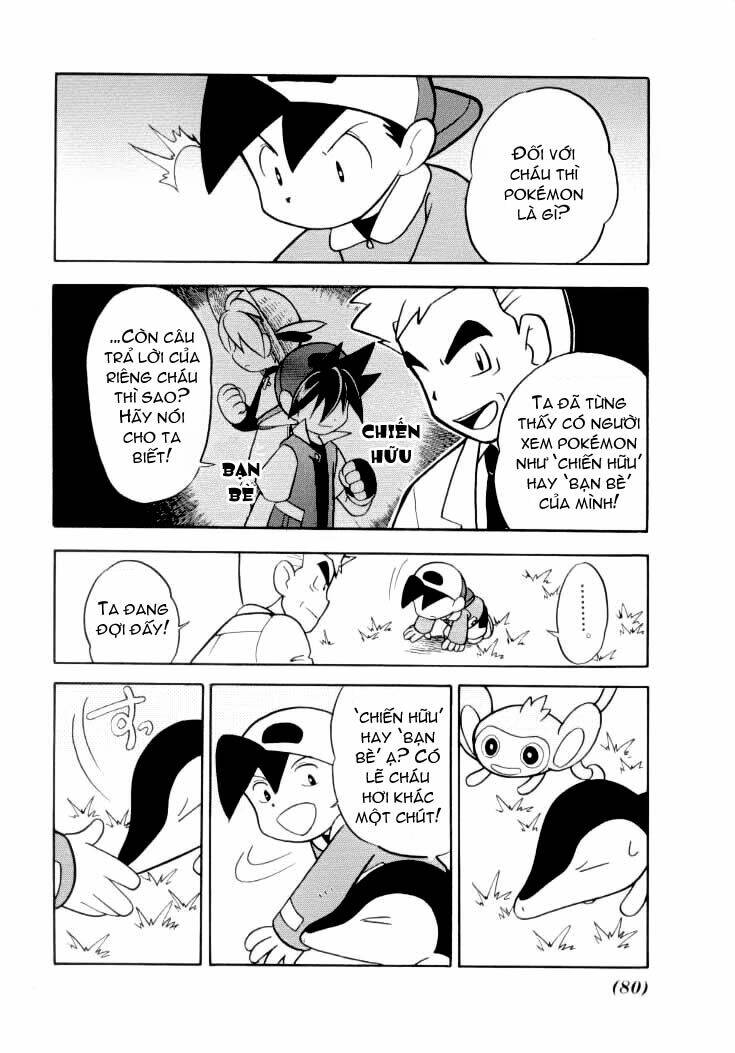 ĐỐI VỚI
CHÁU THÌ
POKÉMON
LÀ GÌ?
...CÒN CÂU
TRẢ LỜI CỦA
RIÊNG CHÁU
THÌ SAO?
HÃY NÓI
CHO TA
BIẾT!
BẠN
BÈ
CHIẾN
HỮU
TA ĐÃ TỪNG
THẤY CÓ NGƯỜI
XEM POKÉMON
NHƯ 'CHIẾN HỮU'
HAY 'BẠN BÈ'
CỦA MÌNH!
TA ĐANG
ĐỢI ĐẤY!
.........。
すっ
'CHIẾN HỮU'
HAY 'BẠN
BÈ' Ạ? CÓ
LẼ CHÁU
HƠI KHÁC
MỘT CHÚT!
(80)